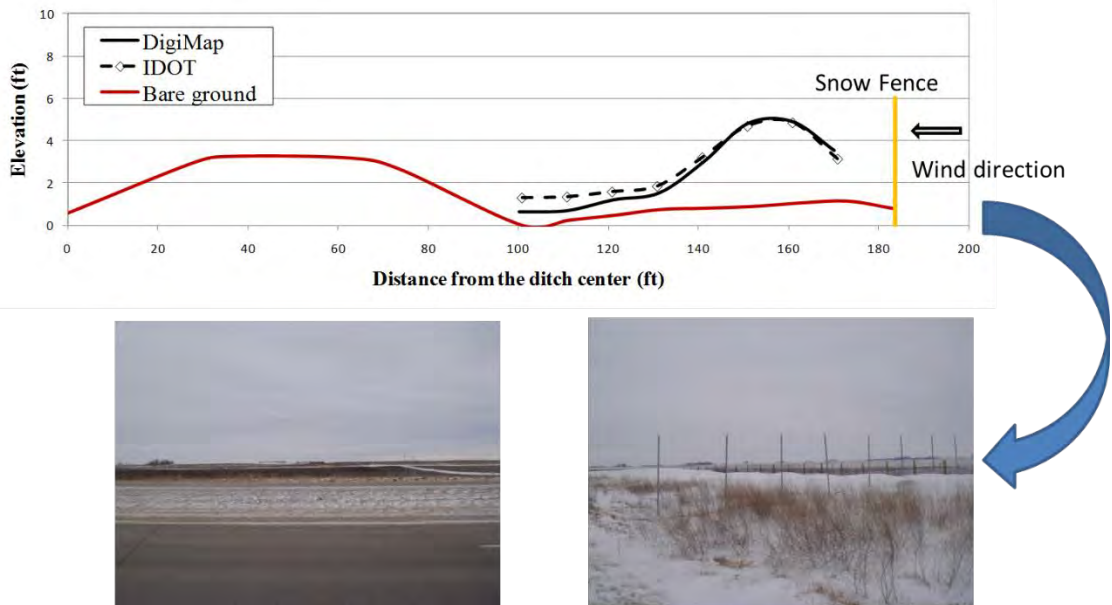 10
8
6
4
2
0
Elevation (ft)
DigiMap
IDOT
Bare ground
Snow Fence
Wind direction
0 20 40 60 80 100 120 140 160 180 200
Distance from the ditch center (ft)